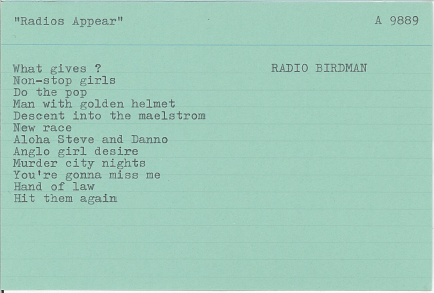 "Radios Appear" A 9889
What gives ? RADIO BIRDMAN
Non-stop girls
Do the pop
Man with golden helmet
Descent into the maelstrom
New race
Aloha Steve and Danno
Anglo girl desire
Murder city nights
You're gonna miss me
Hand of law
Hit them again